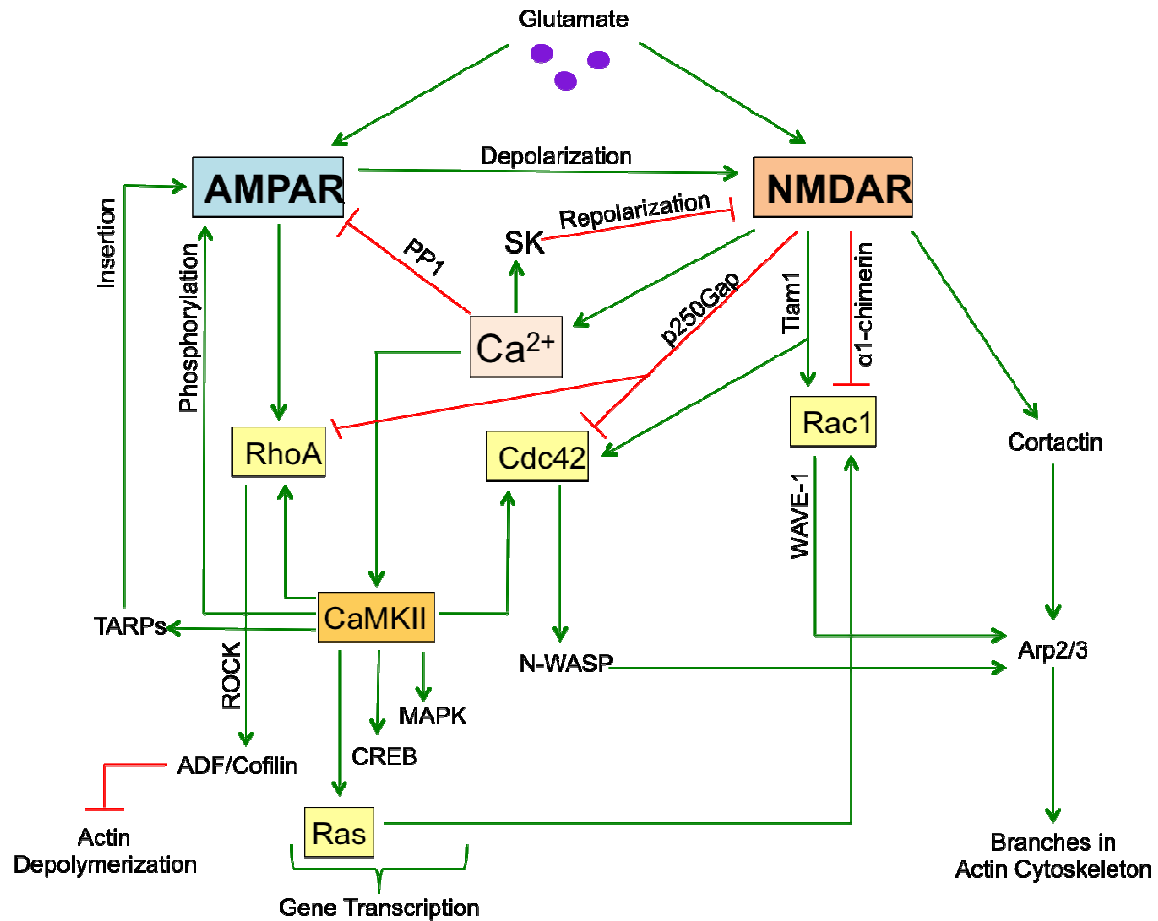 Glutamate
Depolarization
AMPAR
NMDAR
Repolarization
SK
PP1
Insertion
Phosphorylation
p250Gap
Tiam1
α1-chimerin
Ca²⁺
Rac1
RhoA
Cdc42
Cortactin
WAVE-1
CaMKII
TARPs
N-WASP
Arp2/3
ROCK
MAPK
CREB
ADF/Cofilin
Ras
Actin
Depolymerization
Branches in
Actin Cytoskeleton
Gene Transcription